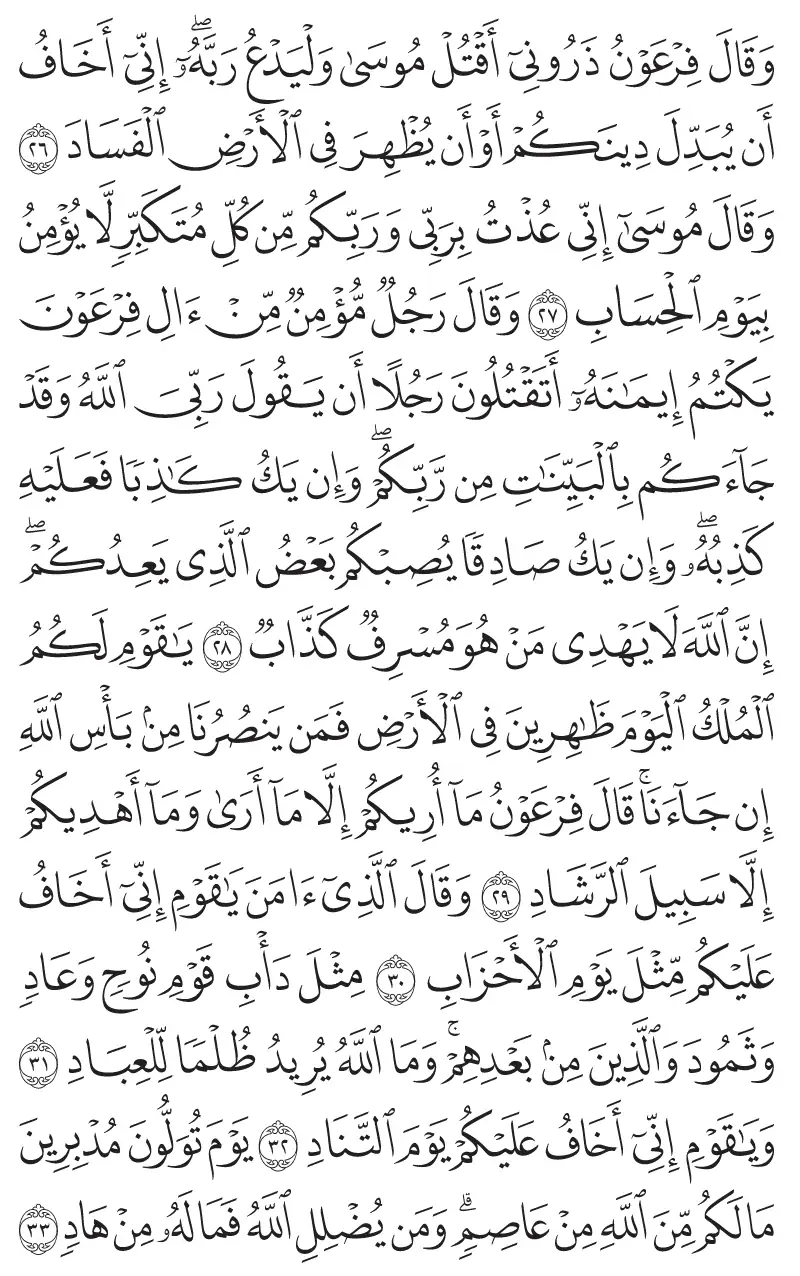 وَقَالَ فِرْعَوْنُ ذَرُونِىٓ أَقْتُلْ مُوسَىٰ وَلْيَدْعُ رَبَّهُۥٓ ۖ إِنِّىٓ أَخَافُ
أَن يُبَدِّلَ دِينَكُمْ أَوْ أَن يُظْهِرَ فِى ٱلْأَرْضِ ٱلْفَسَادَ ٢٦
وَقَالَ مُوسَىٰٓ إِنِّى عُذْتُ بِرَبِّى وَرَبِّكُم مِّن كُلِّ مُتَكَبِّرٍ لَّا يُؤْمِنُ
بِيَوْمِ ٱلْحِسَابِ ٢٧ وَقَالَ رَجُلٌ مُّؤْمِنٌ مِّنْ ءَالِ فِرْعَوْنَ
يَكْتُمُ إِيمَـٰنَهُۥٓ أَتَقْتُلُونَ رَجُلًا أَن يَقُولَ رَبِّىَ ٱللَّهُ وَقَدْ
جَآءَكُم بِٱلْبَيِّنَـٰتِ مِن رَّبِّكُمْ ۖ وَإِن يَكُ كَـٰذِبًا فَعَلَيْهِ
كَذِبُهُۥ ۖ وَإِن يَكُ صَادِقًا يُصِبْكُم بَعْضُ ٱلَّذِى يَعِدُكُمْ ۖ
إِنَّ ٱللَّهَ لَا يَهْدِى مَنْ هُوَ مُسْرِفٌ كَذَّابٌ ٢٨ يَـٰقَوْمِ لَكُمُ
ٱلْمُلْكُ ٱلْيَوْمَ ظَـٰهِرِينَ فِى ٱلْأَرْضِ فَمَن يَنصُرُنَا مِنۢ بَأْسِ ٱللَّهِ
إِن جَآءَنَا ۚ قَالَ فِرْعَوْنُ مَآ أُرِيكُمْ إِلَّا مَآ أَرَىٰ وَمَآ أَهْدِيكُمْ
إِلَّا سَبِيلَ ٱلرَّشَادِ ٢٩ وَقَالَ ٱلَّذِىٓ ءَامَنَ يَـٰقَوْمِ إِنِّىٓ أَخَافُ
عَلَيْكُم مِّثْلَ يَوْمِ ٱلْأَحْزَابِ ٣٠ مِثْلَ دَأْبِ قَوْمِ نُوحٍ وَعَادٍ
وَثَمُودَ وَٱلَّذِينَ مِنۢ بَعْدِهِمْ ۚ وَمَا ٱللَّهُ يُرِيدُ ظُلْمًا لِّلْعِبَادِ ٣١
وَيَـٰقَوْمِ إِنِّىٓ أَخَافُ عَلَيْكُمْ يَوْمَ ٱلتَّنَادِ ٣٢ يَوْمَ تُوَلُّونَ مُدْبِرِينَ
مَا لَكُم مِّنَ ٱللَّهِ مِنْ عَاصِمٍ ۗ وَمَن يُضْلِلِ ٱللَّهُ فَمَا لَهُۥ مِنْ هَادٍ ٣٣